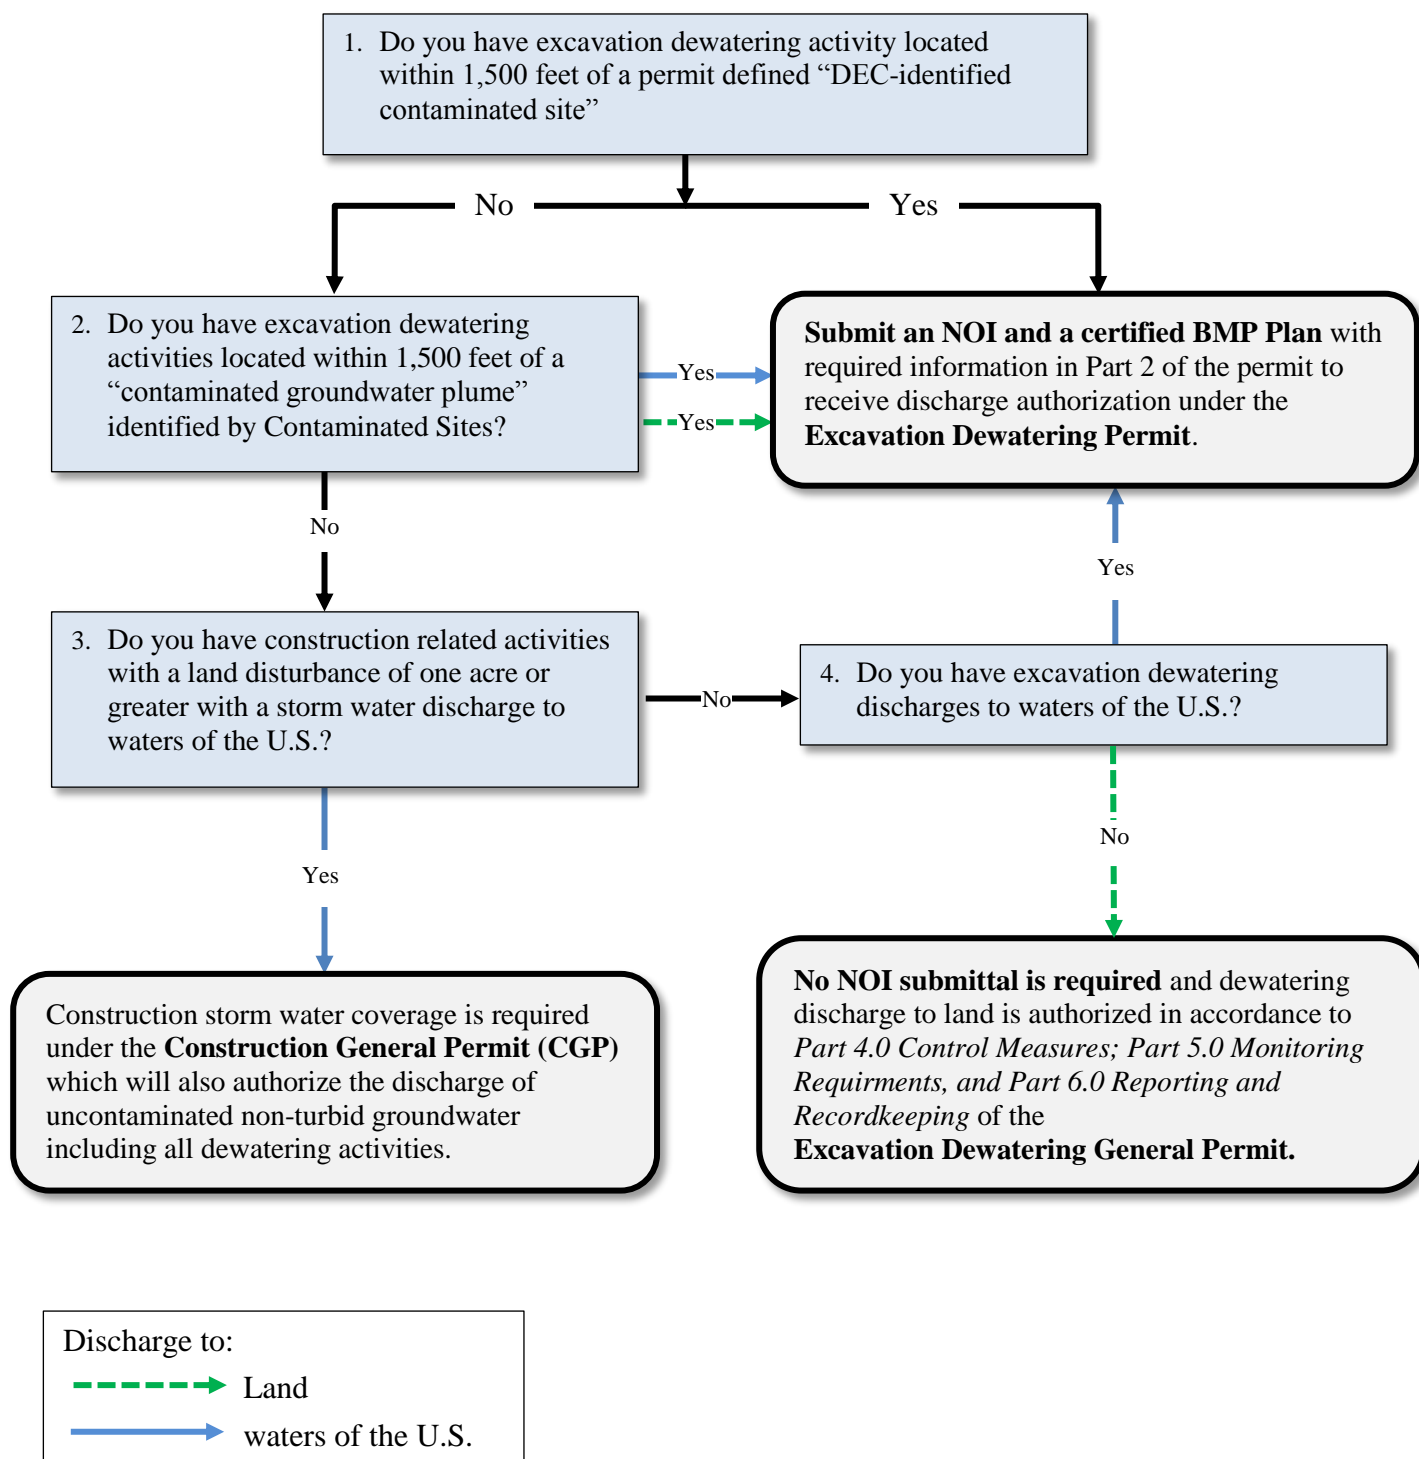 1. Do you have excavation dewatering activity located
within 1,500 feet of a permit defined “DEC-identified
contaminated site”
No
Yes
2. Do you have excavation dewatering
activities located within 1,500 feet of a
“contaminated groundwater plume”
identified by Contaminated Sites?
Yes
Yes
Submit an NOI and a certified BMP Plan with
required information in Part 2 of the permit to
receive discharge authorization under the
Excavation Dewatering Permit.
No
Yes
3. Do you have construction related activities
with a land disturbance of one acre or
greater with a storm water discharge to
waters of the U.S.?
No
4. Do you have excavation dewatering
discharges to waters of the U.S.?
Yes
No
Construction storm water coverage is required
under the Construction General Permit (CGP)
which will also authorize the discharge of
uncontaminated non-turbid groundwater
including all dewatering activities.
No NOI submittal is required and dewatering
discharge to land is authorized in accordance to
Part 4.0 Control Measures; Part 5.0 Monitoring
Requirments, and Part 6.0 Reporting and
Recordkeeping of the
Excavation Dewatering General Permit.
Discharge to:
Land
waters of the U.S.